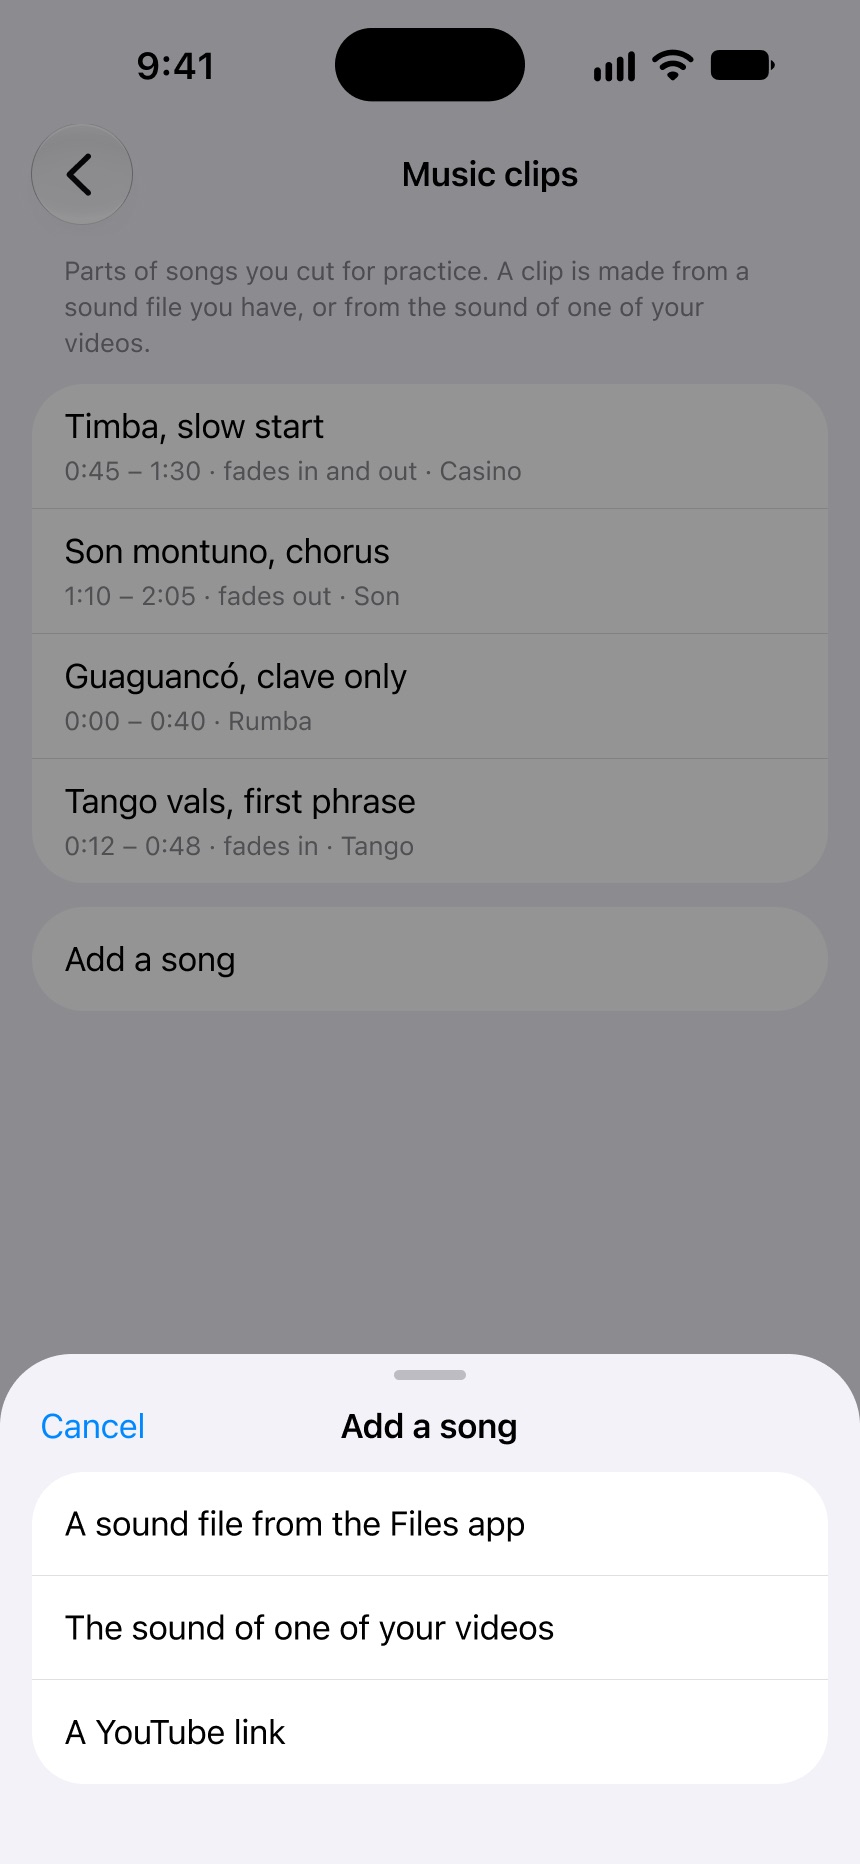 9:41
Music clips
Parts of songs you cut for practice. A clip is made from a
sound file you have, or from the sound of one of your
videos.
Timba, slow start
0:45 – 1:30 · fades in and out · Casino
Son montuno, chorus
1:10 – 2:05 · fades out · Son
Guaguancó, clave only
0:00 – 0:40 · Rumba
Tango vals, first phrase
0:12 – 0:48 · fades in · Tango
Add a song
Cancel
Add a song
A sound file from the Files app
The sound of one of your videos
A YouTube link